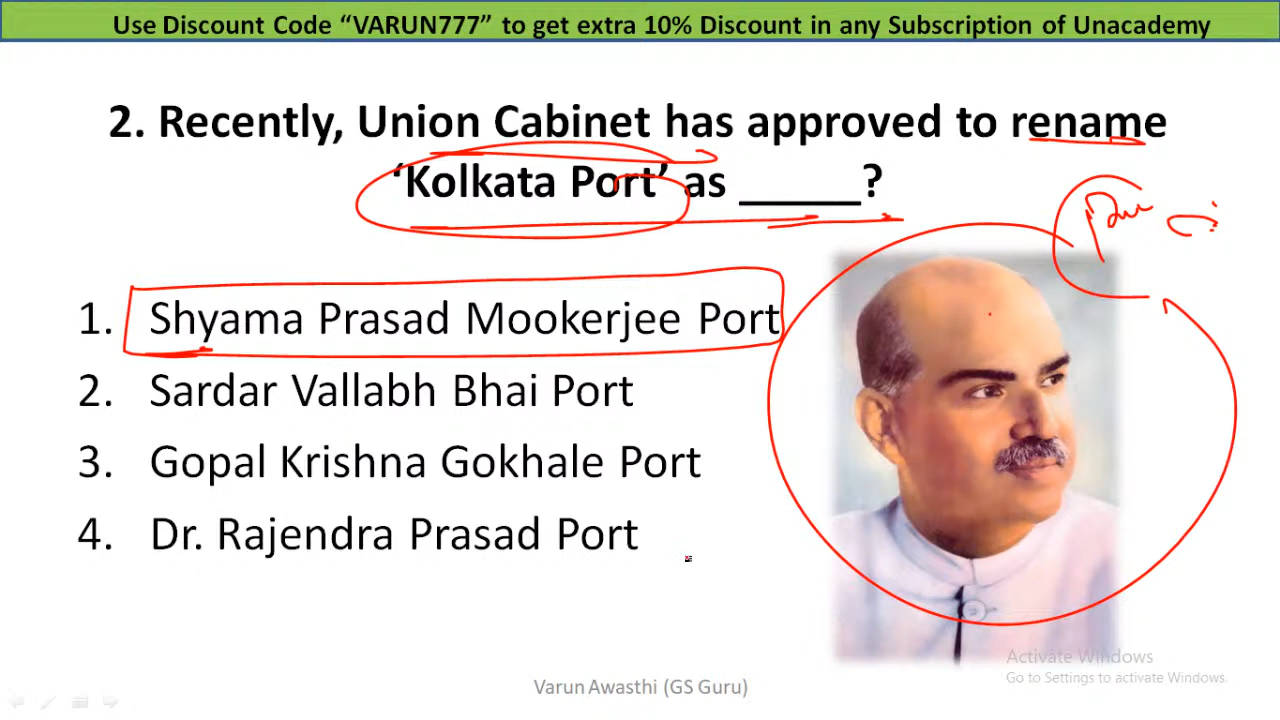 Use Discount Code “VARUN777” to get extra 10% Discount in any Subscription of Unacademy
2. Recently, Union Cabinet has approved to rename
‘Kolkata Port’ as _____?
1. Shyama Prasad Mookerjee Port
2. Sardar Vallabh Bhai Port
3. Gopal Krishna Gokhale Port
4. Dr. Rajendra Prasad Port
Activate Windows
Go to Settings to activate Windows.
Varun Awasthi (GS Guru)